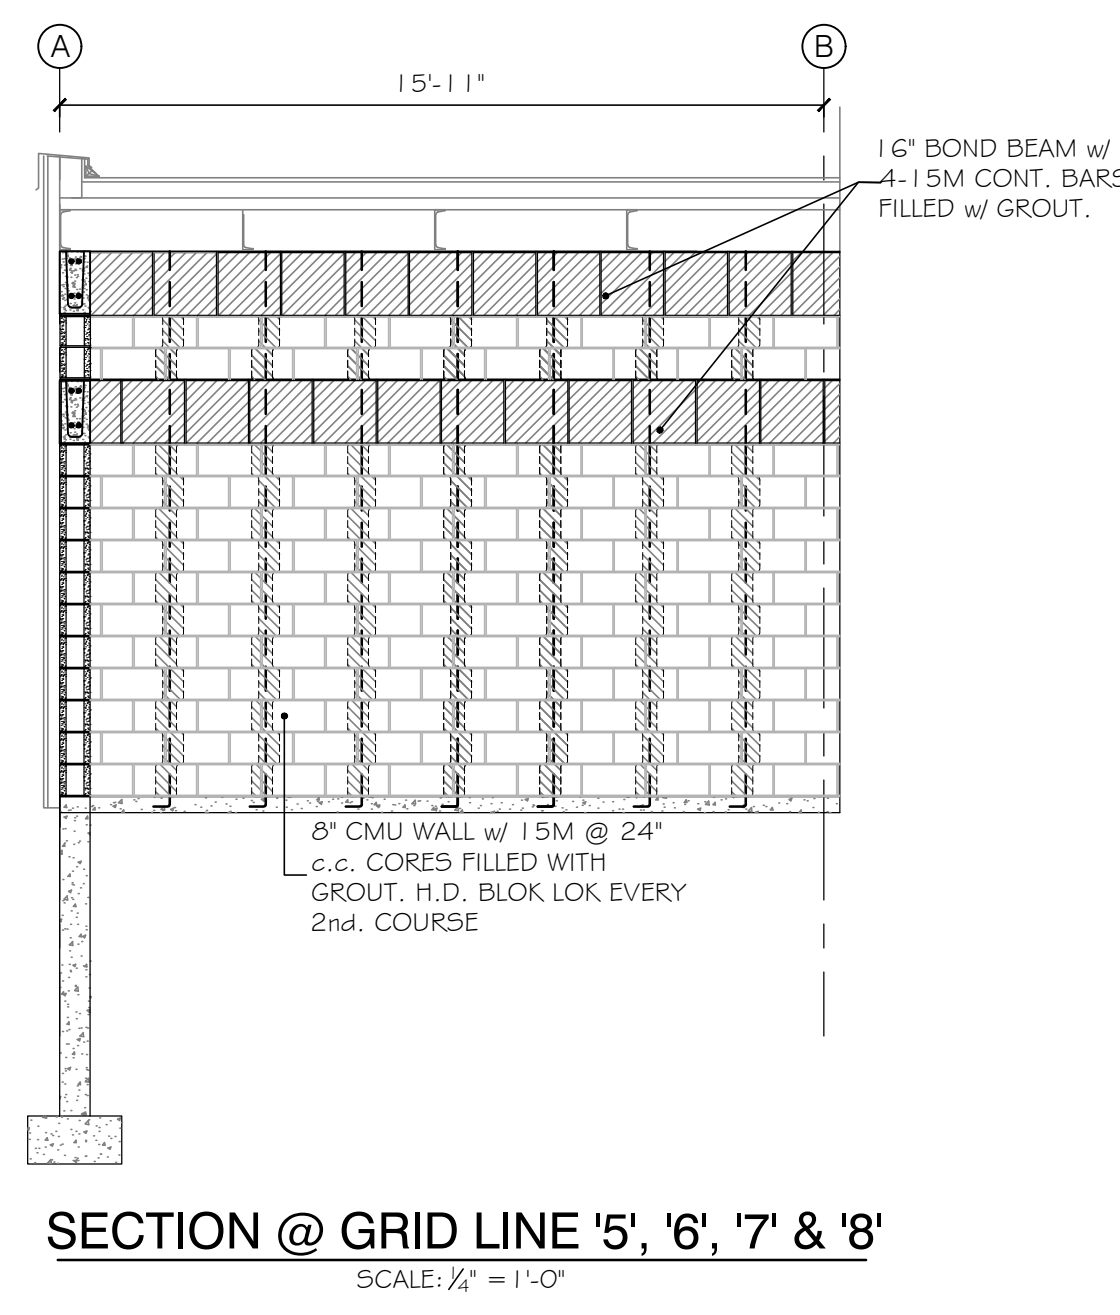 A
B
15'-11"
16" BOND BEAM w/
4-15M CONT. BARS
FILLED w/ GROUT.
8" CMU WALL w/ 15M @ 24"
c.c. CORES FILLED WITH
GROUT. H.D. BLOK LOK EVERY
2nd. COURSE
SECTION @ GRID LINE '5', '6', '7' & '8'
SCALE: 1/4" = 1'-0"